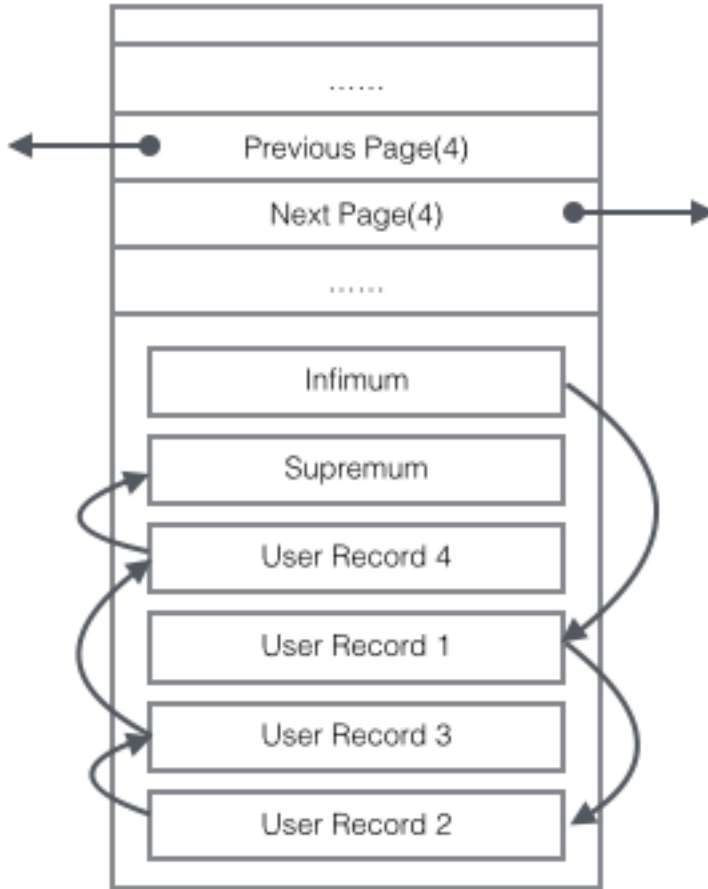 ......
Previous Page(4)
Next Page(4)
......
Infimum
Supremum
User Record 4
User Record 1
User Record 3
User Record 2